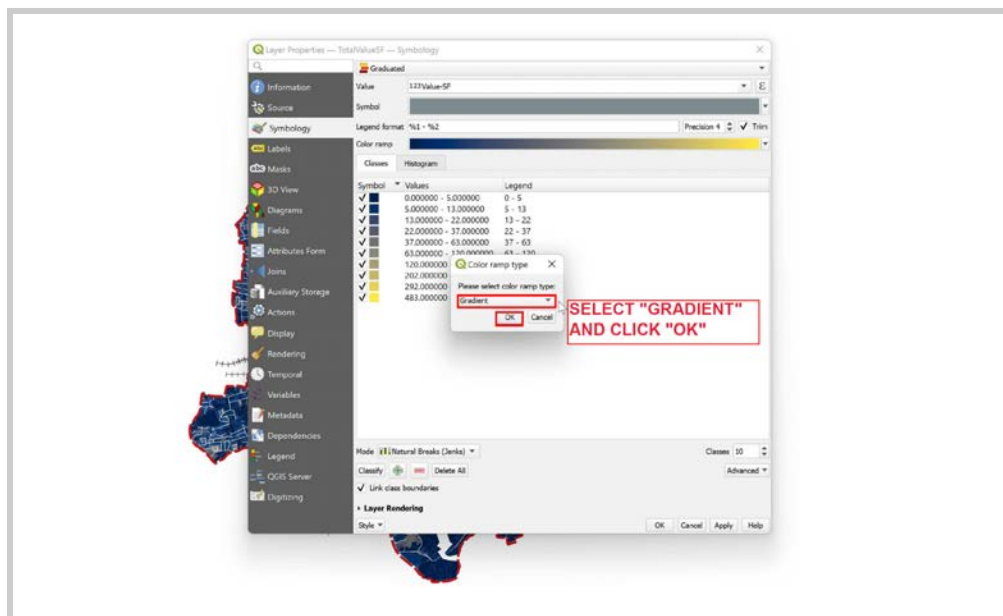 Layer Properties — TotalValueSF — Symbology
Graduated
Information
Source
Symbology
Labels
Masks
3D View
Diagrams
Fields
Attributes Form
Joins
Auxiliary Storage
Actions
Display
Rendering
Temporal
Variables
Metadata
Dependencies
Legend
QGIS Server
Digitizing
Value 123 Value-SF ε
Symbol
Legend format %1 - %2 Precision 4 Trim
Color ramp
Classes Histogram
Symbol Values Legend
0.000000 - 5.000000 0 - 5
5.000000 - 13.000000 5 - 13
13.000000 - 22.000000 13 - 22
22.000000 - 37.000000 22 - 37
37.000000 - 63.000000 37 - 63
63.000000 - 120.000000 63 - 120
120.000000
202.000000
292.000000
483.000000
Color ramp type
Please select color ramp type:
Gradient
OK Cancel
SELECT "GRADIENT"
AND CLICK "OK"
Mode Natural Breaks (Jenks) Classes 10
Classify Delete All Advanced
Link class boundaries
Layer Rendering
Style OK Cancel Apply Help